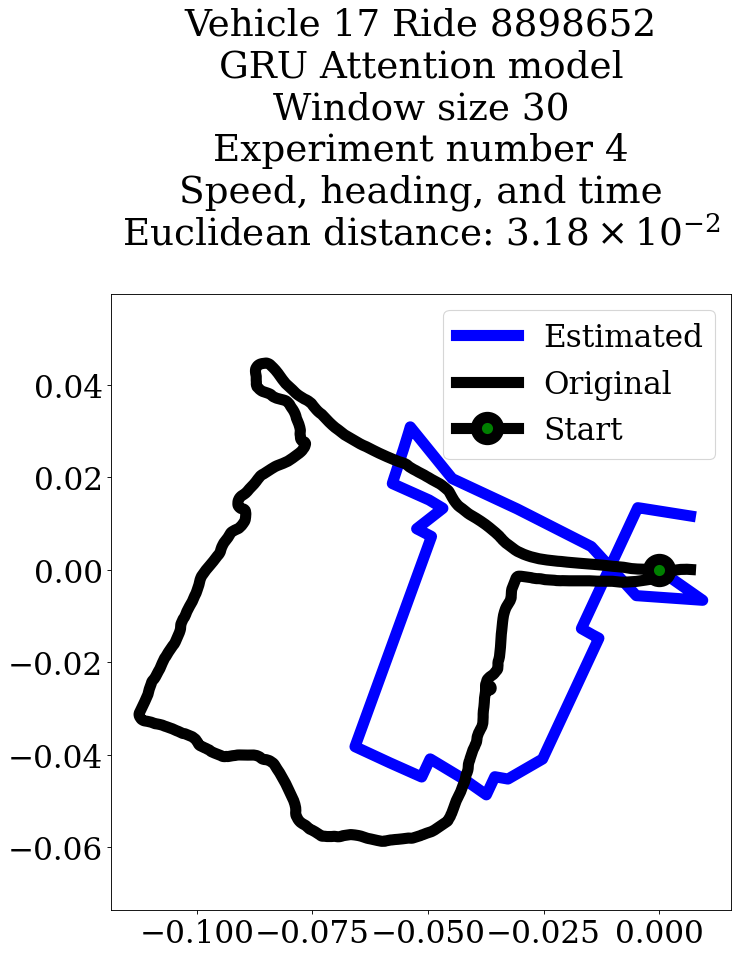 Vehicle 17 Ride 8898652
GRU Attention model
Window size 30
Experiment number 4
Speed, heading, and time
Euclidean distance: 3.18 × 10⁻²
Estimated
Original
Start
0.04
0.02
0.00
−0.02
−0.04
−0.06
−0.100 −0.075 −0.050 −0.025 0.000